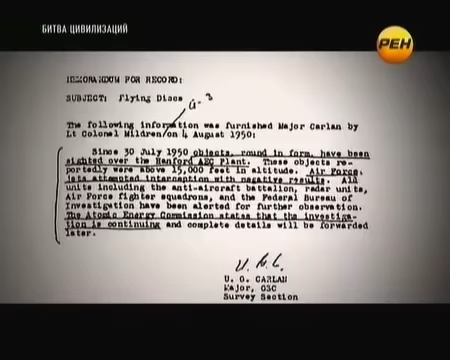 БИТВА ЦИВИЛИЗАЦИЙ
РЕН
MEMORANDUM FOR RECORD:
SUBJECT: Flying Discs
G-3
The following information was furnished Major Carlan by
Lt Colonel Mildren on 4 August 1950:
Since 30 July 1950 objects, round in form, have been
sighted over the Hanford AEC Plant. These objects re-
portedly were above 15,000 feet in altitude. Air Force
jets attempted interception with negative results. All
units including the anti-aircraft battalion, radar units,
Air Force fighter squadrons, and the Federal Bureau of
Investigation have been alerted for further observation.
The Atomic Energy Commission states that the investiga-
tion is continuing and complete details will be forwarded
later.
U. G. CARLAN
Major, GSC
Survey Section